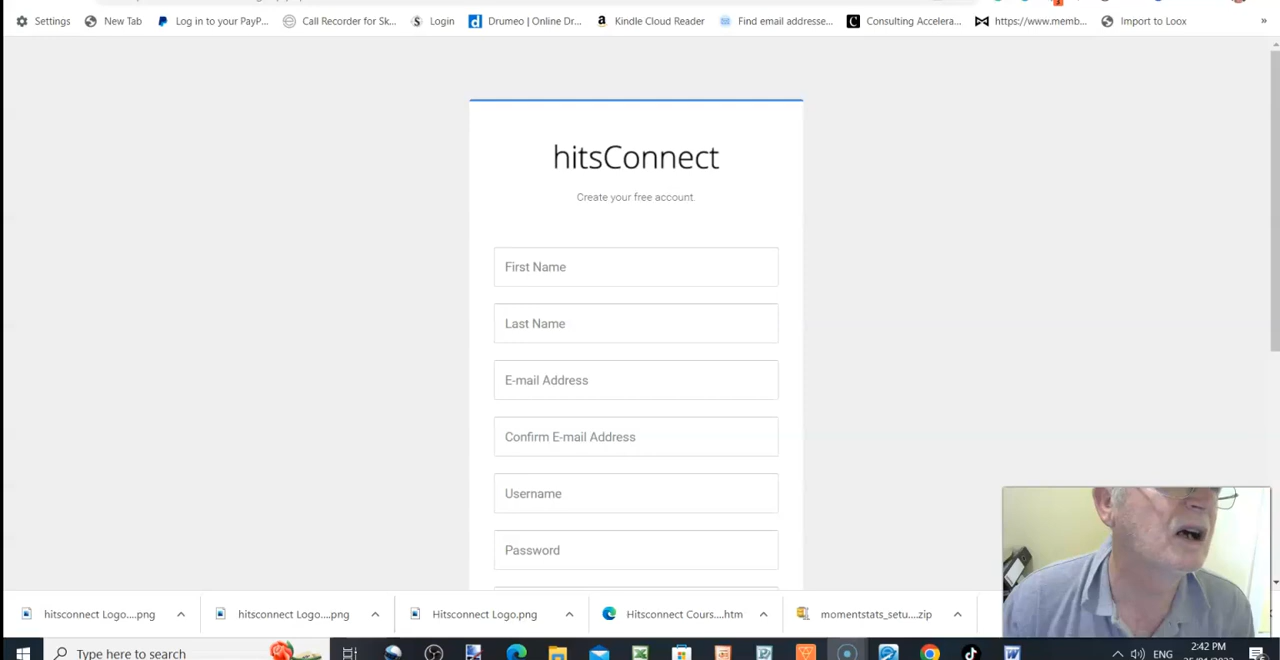 Settings New Tab Log in to your PayP... Call Recorder for Sk... Login Drumeo | Online Dr... Kindle Cloud Reader Find email addresse... Consulting Accelera... https://www.memb... Import to Loox »
hitsConnect
Create your free account
First Name
Last Name
E-mail Address
Confirm E-mail Address
Username
Password
hitsconnect Logo....png hitsconnect Logo....png Hitsconnect Logo.png Hitsconnect Cours....htm momentstats_setu....zip
Type here to search ENG 2:42 PM